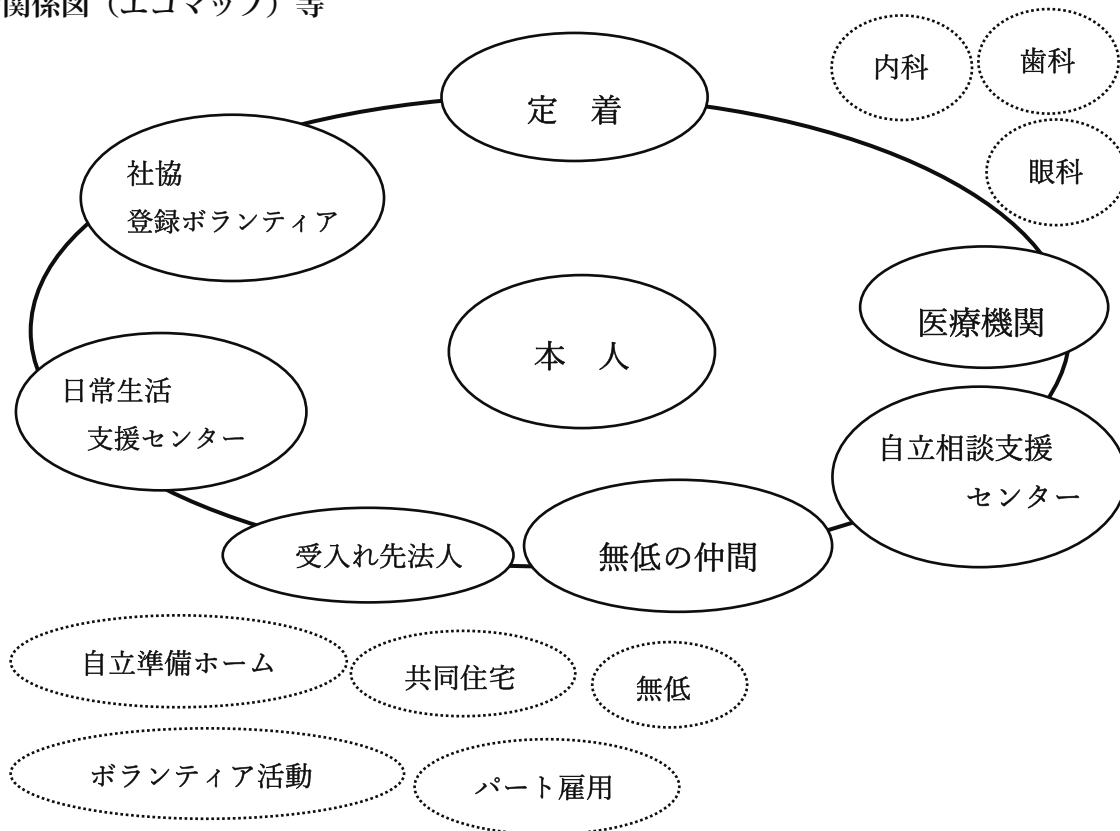 関係図（エコマップ）等
内科
歯科
眼科
定　着
社協
登録ボランティア
医療機関
本　人
日常生活
支援センター
自立相談支援
センター
受入れ先法人
無低の仲間
自立準備ホーム
共同住宅
無低
ボランティア活動
パート雇用